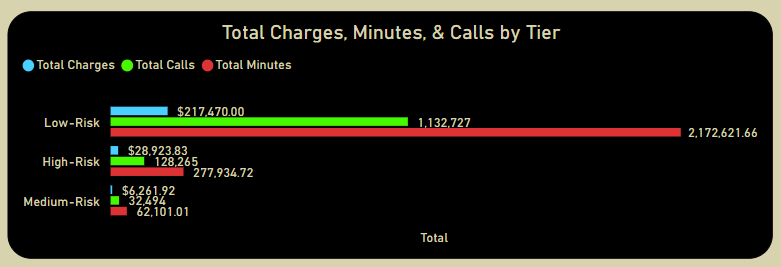 Total Charges, Minutes, & Calls by Tier
Total Charges Total Calls Total Minutes
$217,470.00
Low-Risk 1,132,727
2,172,621.66
$28,923.83
High-Risk 128,265
277,934.72
$6,261.92
Medium-Risk 32,494
62,101.01
Total